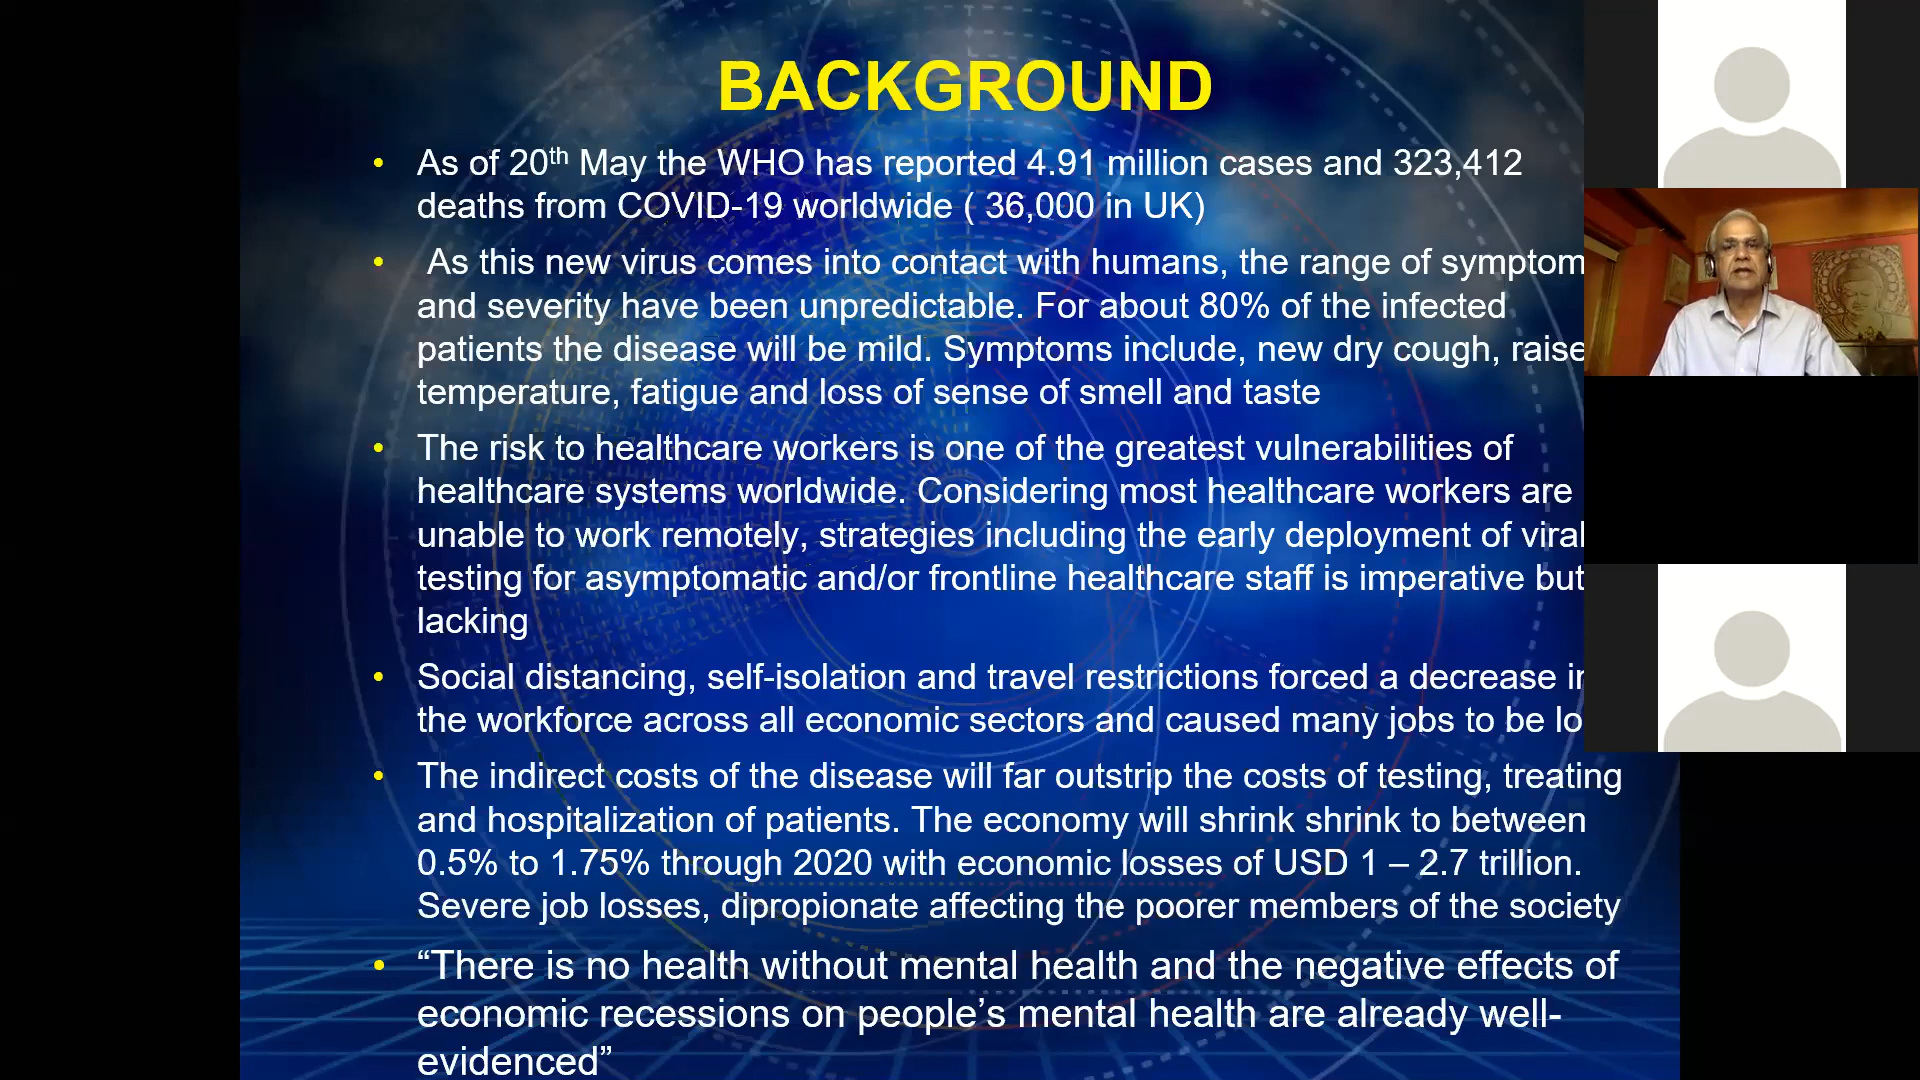 BACKGROUND
• As of 20th May the WHO has reported 4.91 million cases and 323,412
deaths from COVID-19 worldwide ( 36,000 in UK)
• As this new virus comes into contact with humans, the range of symptom
and severity have been unpredictable. For about 80% of the infected
patients the disease will be mild. Symptoms include, new dry cough, raise
temperature, fatigue and loss of sense of smell and taste
• The risk to healthcare workers is one of the greatest vulnerabilities of
healthcare systems worldwide. Considering most healthcare workers are
unable to work remotely, strategies including the early deployment of viral
testing for asymptomatic and/or frontline healthcare staff is imperative but
lacking
• Social distancing, self-isolation and travel restrictions forced a decrease in
the workforce across all economic sectors and caused many jobs to be lo
• The indirect costs of the disease will far outstrip the costs of testing, treating
and hospitalization of patients. The economy will shrink shrink to between
0.5% to 1.75% through 2020 with economic losses of USD 1 – 2.7 trillion.
Severe job losses, dipropionate affecting the poorer members of the society
• “There is no health without mental health and the negative effects of
economic recessions on people’s mental health are already well-
evidenced”